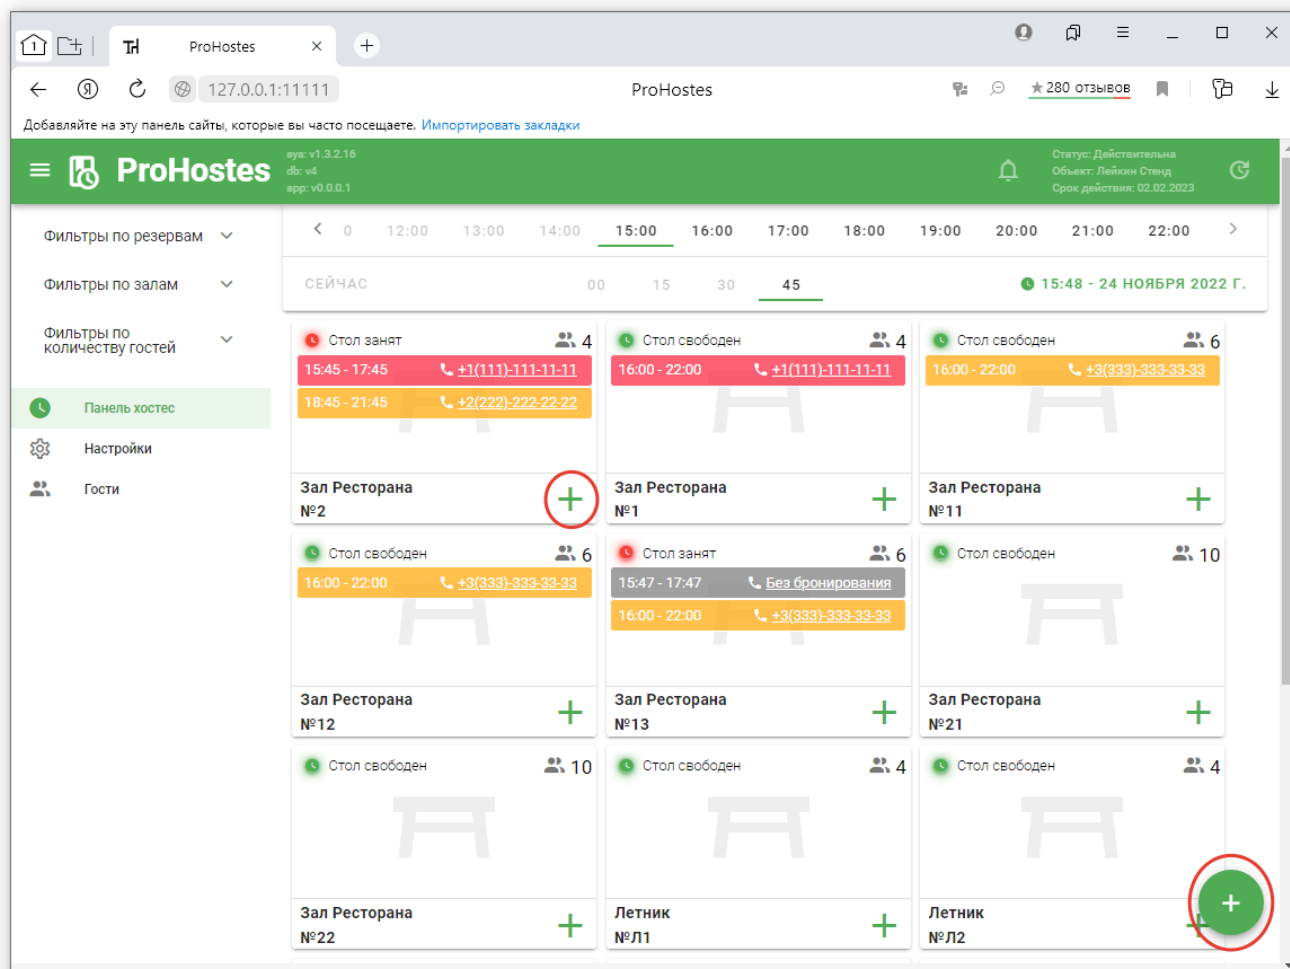 1
TH ProHostes
127.0.0.1:11111 ProHostes 280 отзывов
Добавляйте на эту панель сайты, которые вы часто посещаете. Импортировать закладки
ProHostes
sys: v1.3.2.16
db: v4
app: v0.0.0.1
Статус: Действительна
Объект: Лейкин Стенд
Срок действия: 02.02.2023
Фильтры по резервам
Фильтры по залам
Фильтры по
количеству гостей
Панель хостес
Настройки
Гости
0 12:00 13:00 14:00 15:00 16:00 17:00 18:00 19:00 20:00 21:00 22:00
СЕЙЧАС 00 15 30 45 15:48 - 24 НОЯБРЯ 2022 Г.
Стол занят 4
15:45 - 17:45 +1(111)-111-11-11
18:45 - 21:45 +2(222)-222-22-22
Зал Ресторана
№2
Стол свободен 4
16:00 - 22:00 +1(111)-111-11-11
Зал Ресторана
№1
Стол свободен 6
16:00 - 22:00 +3(333)-333-33-33
Зал Ресторана
№11
Стол свободен 6
16:00 - 22:00 +3(333)-333-33-33
Зал Ресторана
№12
Стол занят 6
15:47 - 17:47 Без бронирования
16:00 - 22:00 +3(333)-333-33-33
Зал Ресторана
№13
Стол свободен 10
Зал Ресторана
№21
Стол свободен 10
Зал Ресторана
№22
Стол свободен 4
Летник
№Л1
Стол свободен 4
Летник
№Л2